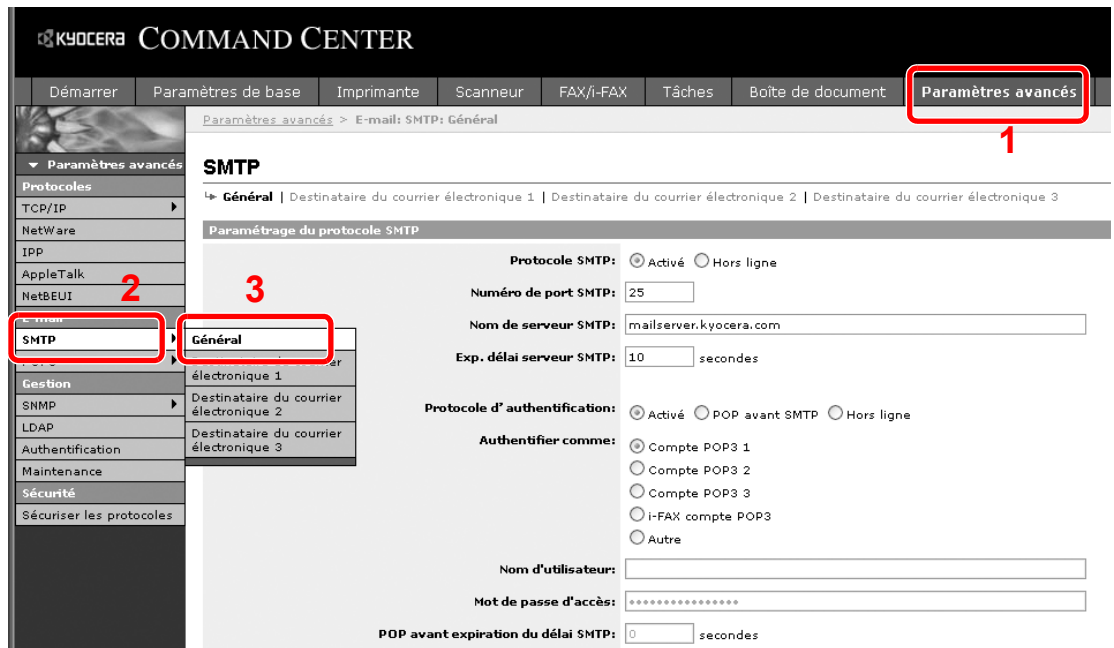 KYOCERA COMMAND CENTER
Démarrer Paramètres de base Imprimante Scanneur FAX/i-FAX Tâches Boîte de document Paramètres avancés
1
Paramètres avancés > E-mail: SMTP: Général
Paramètres avancés
Protocoles
TCP/IP
NetWare
IPP
AppleTalk
NetBEUI
2
E-mail
SMTP
Gestion
SNMP
LDAP
Authentification
Maintenance
Sécurité
Sécuriser les protocoles
3
Général
électronique 1
Destinataire du courrier
électronique 2
Destinataire du courrier
électronique 3
SMTP
Général | Destinataire du courrier électronique 1 | Destinataire du courrier électronique 2 | Destinataire du courrier électronique 3
Paramétrage du protocole SMTP
Protocole SMTP: Activé Hors ligne
Numéro de port SMTP: 25
Nom de serveur SMTP: mailserver.kyocera.com
Exp. délai serveur SMTP: 10 secondes
Protocole d'authentification: Activé POP avant SMTP Hors ligne
Authentifier comme: Compte POP3 1
Compte POP3 2
Compte POP3 3
i-FAX compte POP3
Autre
Nom d'utilisateur:
Mot de passe d'accès: ****************
POP avant expiration du délai SMTP: 0 secondes